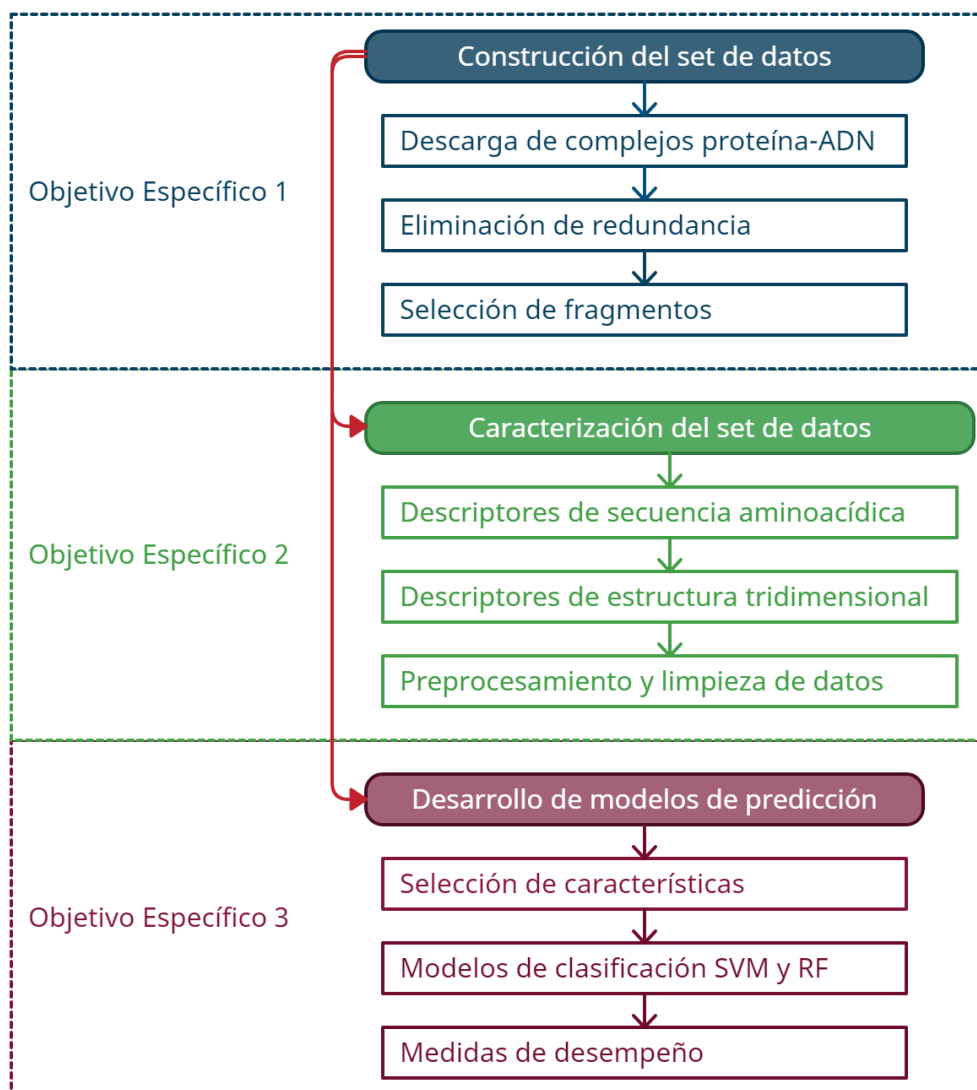 Construcción del set de datos
Descarga de complejos proteína-ADN
Objetivo Específico 1
Eliminación de redundancia
Selección de fragmentos
Caracterización del set de datos
Descriptores de secuencia aminoacídica
Objetivo Específico 2
Descriptores de estructura tridimensional
Preprocesamiento y limpieza de datos
Desarrollo de modelos de predicción
Selección de características
Objetivo Específico 3
Modelos de clasificación SVM y RF
Medidas de desempeño